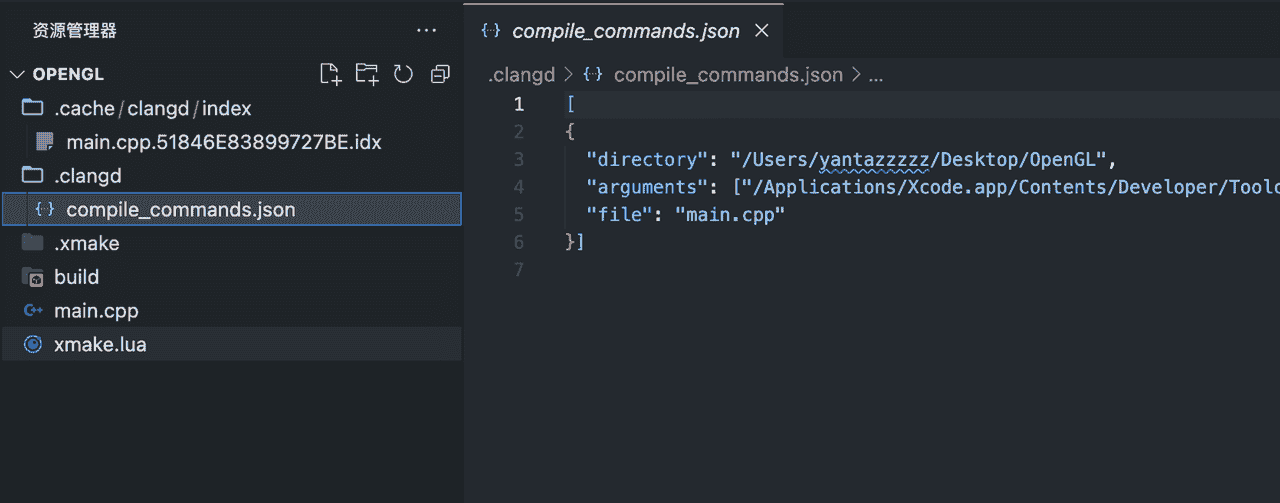 资源管理器 ···
OPENGL
.cache/clangd/index
main.cpp.51846E83899727BE.idx
.clangd
{··} compile_commands.json
.xmake
build
main.cpp
xmake.lua
{··} compile_commands.json ×
.clangd > {··} compile_commands.json > ...
1 [
2 {
3 "directory": "/Users/yantazzzzz/Desktop/OpenGL",
4 "arguments": ["/Applications/Xcode.app/Contents/Developer/Toolc
5 "file": "main.cpp"
6 }]
7